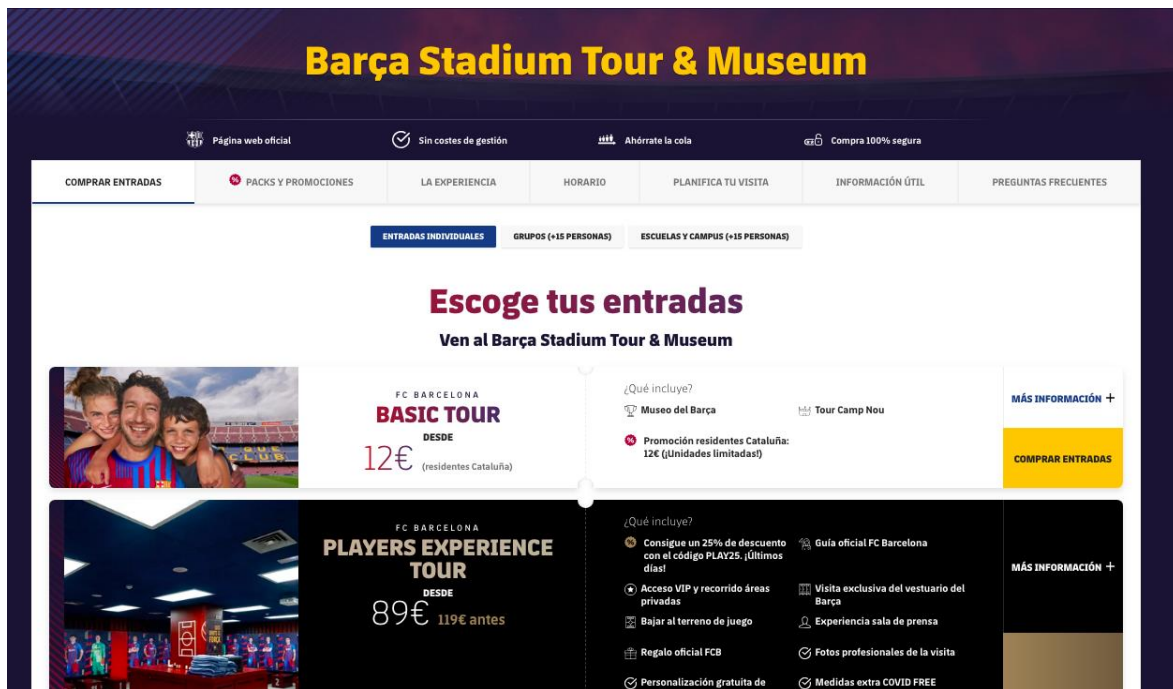 Barça Stadium Tour & Museum
Página web oficial
Sin costes de gestión
Ahórrate la cola
Compra 100% segura
COMPRAR ENTRADAS
% PACKS Y PROMOCIONES
LA EXPERIENCIA
HORARIO
PLANIFICA TU VISITA
INFORMACIÓN ÚTIL
PREGUNTAS FRECUENTES
ENTRADAS INDIVIDUALES
GRUPOS (+15 PERSONAS)
ESCUELAS Y CAMPUS (+15 PERSONAS)
Escoge tus entradas
Ven al Barça Stadium Tour & Museum
FC BARCELONA
BASIC TOUR
DESDE
12€ (residentes Cataluña)
¿Qué incluye?
Museo del Barça
Tour Camp Nou
% Promoción residentes Cataluña:
12€ (¡Unidades limitadas!)
MÁS INFORMACIÓN +
COMPRAR ENTRADAS
FC BARCELONA
PLAYERS EXPERIENCE
TOUR
DESDE
89€ 119€ antes
¿Qué incluye?
% Consigue un 25% de descuento
con el código PLAY25. ¡Últimos
días!
Guía oficial FC Barcelona
Acceso VIP y recorrido áreas
privadas
Visita exclusiva del vestuario del
Barça
Bajar al terreno de juego
Experiencia sala de prensa
Regalo oficial FCB
Fotos profesionales de la visita
Personalización gratuita de
Medidas extra COVID FREE
MÁS INFORMACIÓN +